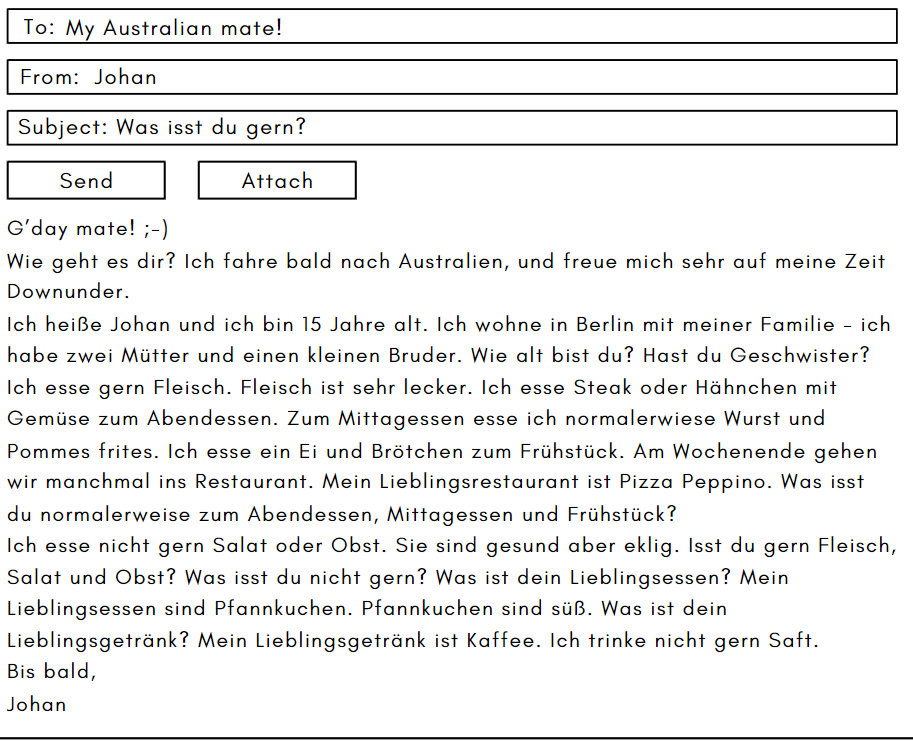 To: My Australian mate!
From: Johan
Subject: Was isst du gern?
Send Attach
G'day mate! ;-)
Wie geht es dir? Ich fahre bald nach Australien, und freue mich sehr auf meine Zeit
Downunder.
Ich heiße Johan und ich bin 15 Jahre alt. Ich wohne in Berlin mit meiner Familie – ich
habe zwei Mütter und einen kleinen Bruder. Wie alt bist du? Hast du Geschwister?
Ich esse gern Fleisch. Fleisch ist sehr lecker. Ich esse Steak oder Hähnchen mit
Gemüse zum Abendessen. Zum Mittagessen esse ich normalerwiese Wurst und
Pommes frites. Ich esse ein Ei und Brötchen zum Frühstück. Am Wochenende gehen
wir manchmal ins Restaurant. Mein Lieblingsrestaurant ist Pizza Peppino. Was isst
du normalerweise zum Abendessen, Mittagessen und Frühstück?
Ich esse nicht gern Salat oder Obst. Sie sind gesund aber eklig. Isst du gern Fleisch,
Salat und Obst? Was isst du nicht gern? Was ist dein Lieblingsessen? Mein
Lieblingsessen sind Pfannkuchen. Pfannkuchen sind süß. Was ist dein
Lieblingsgetränk? Mein Lieblingsgetränk ist Kaffee. Ich trinke nicht gern Saft.
Bis bald,
Johan